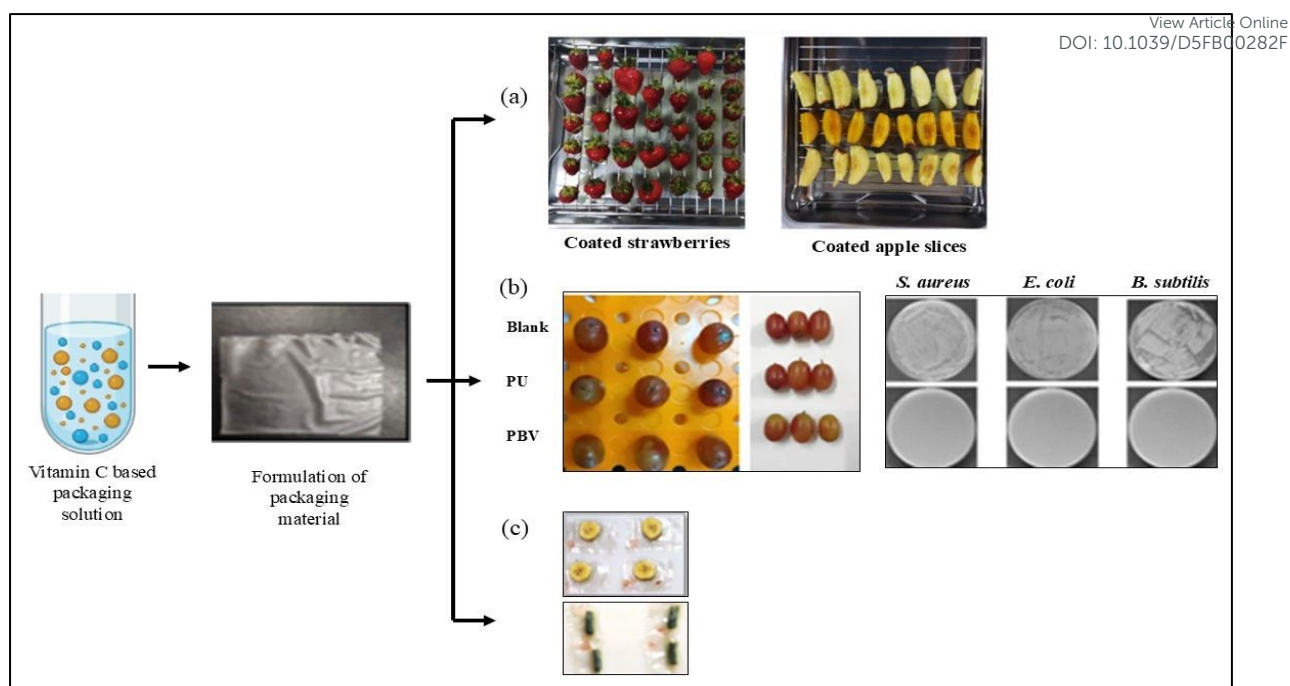 View Article Online
DOI: 10.1039/D5FB00282F
(a)
Coated strawberries
Coated apple slices
Vitamin C based
packaging
solution
Formulation of
packaging
material
(b)
Blank
PU
PBV
S. aureus
E. coli
B. subtilis
(c)